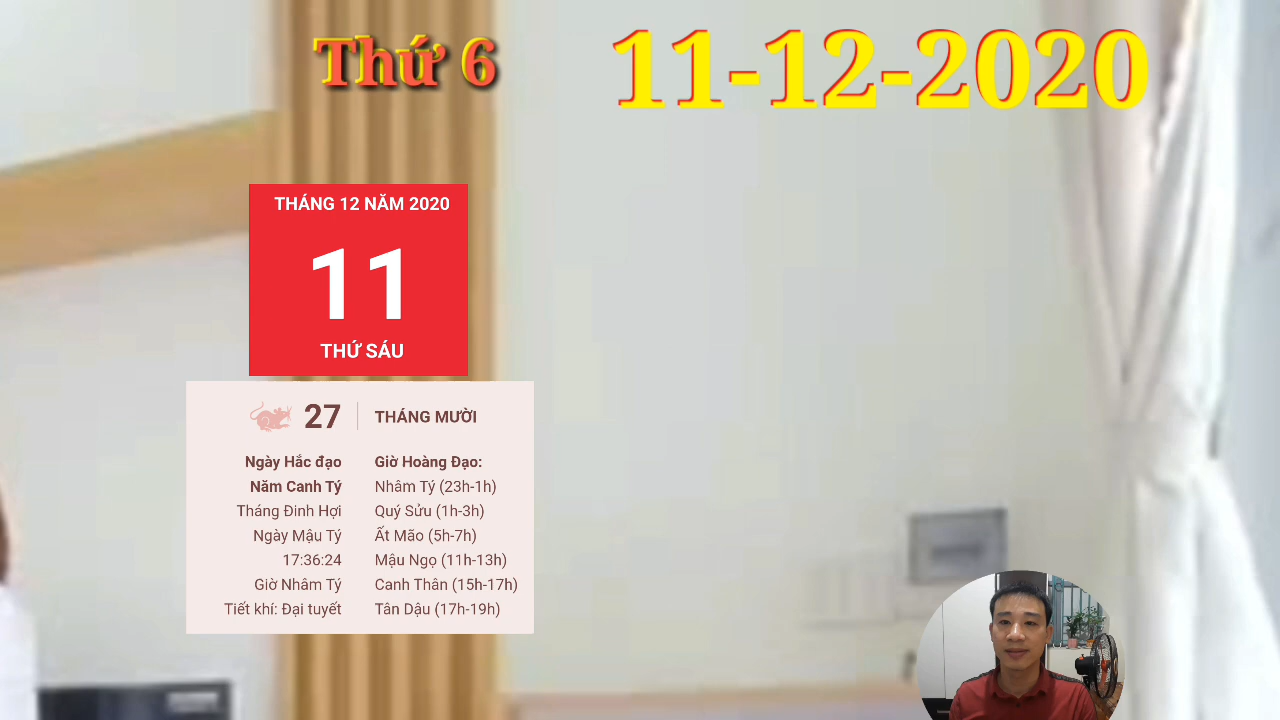 Thứ 6
11-12-2020
THÁNG 12 NĂM 2020
11
THỨ SÁU
27
THÁNG MƯỜI
Ngày Hắc đạo
Năm Canh Tý
Tháng Đinh Hợi
Ngày Mậu Tý
17:36:24
Giờ Nhâm Tý
Tiết khí: Đại tuyết
Giờ Hoàng Đạo:
Nhâm Tý (23h-1h)
Quý Sửu (1h-3h)
Ất Mão (5h-7h)
Mậu Ngọ (11h-13h)
Canh Thân (15h-17h)
Tân Dậu (17h-19h)